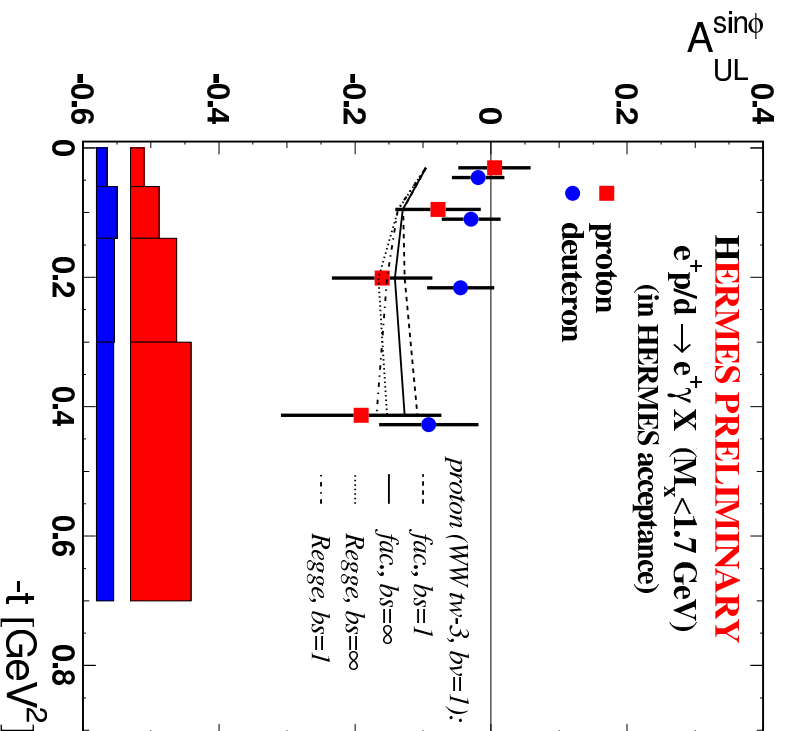 HERMES PRELIMINARY
e⁺ p/d → e⁺ γ X (Mₓ<1.7 GeV)
(in HERMES acceptance)
proton
deuteron
A UL sinϕ
0.4
0.2
0
-0.2
-0.4
-0.6
proton (WW tw-3, bv=1):
fac., bs=1
fac., bs=∞
Regge, bs=∞
Regge, bs=1
0
0.2
0.4
0.6
0.8
-t [GeV²]